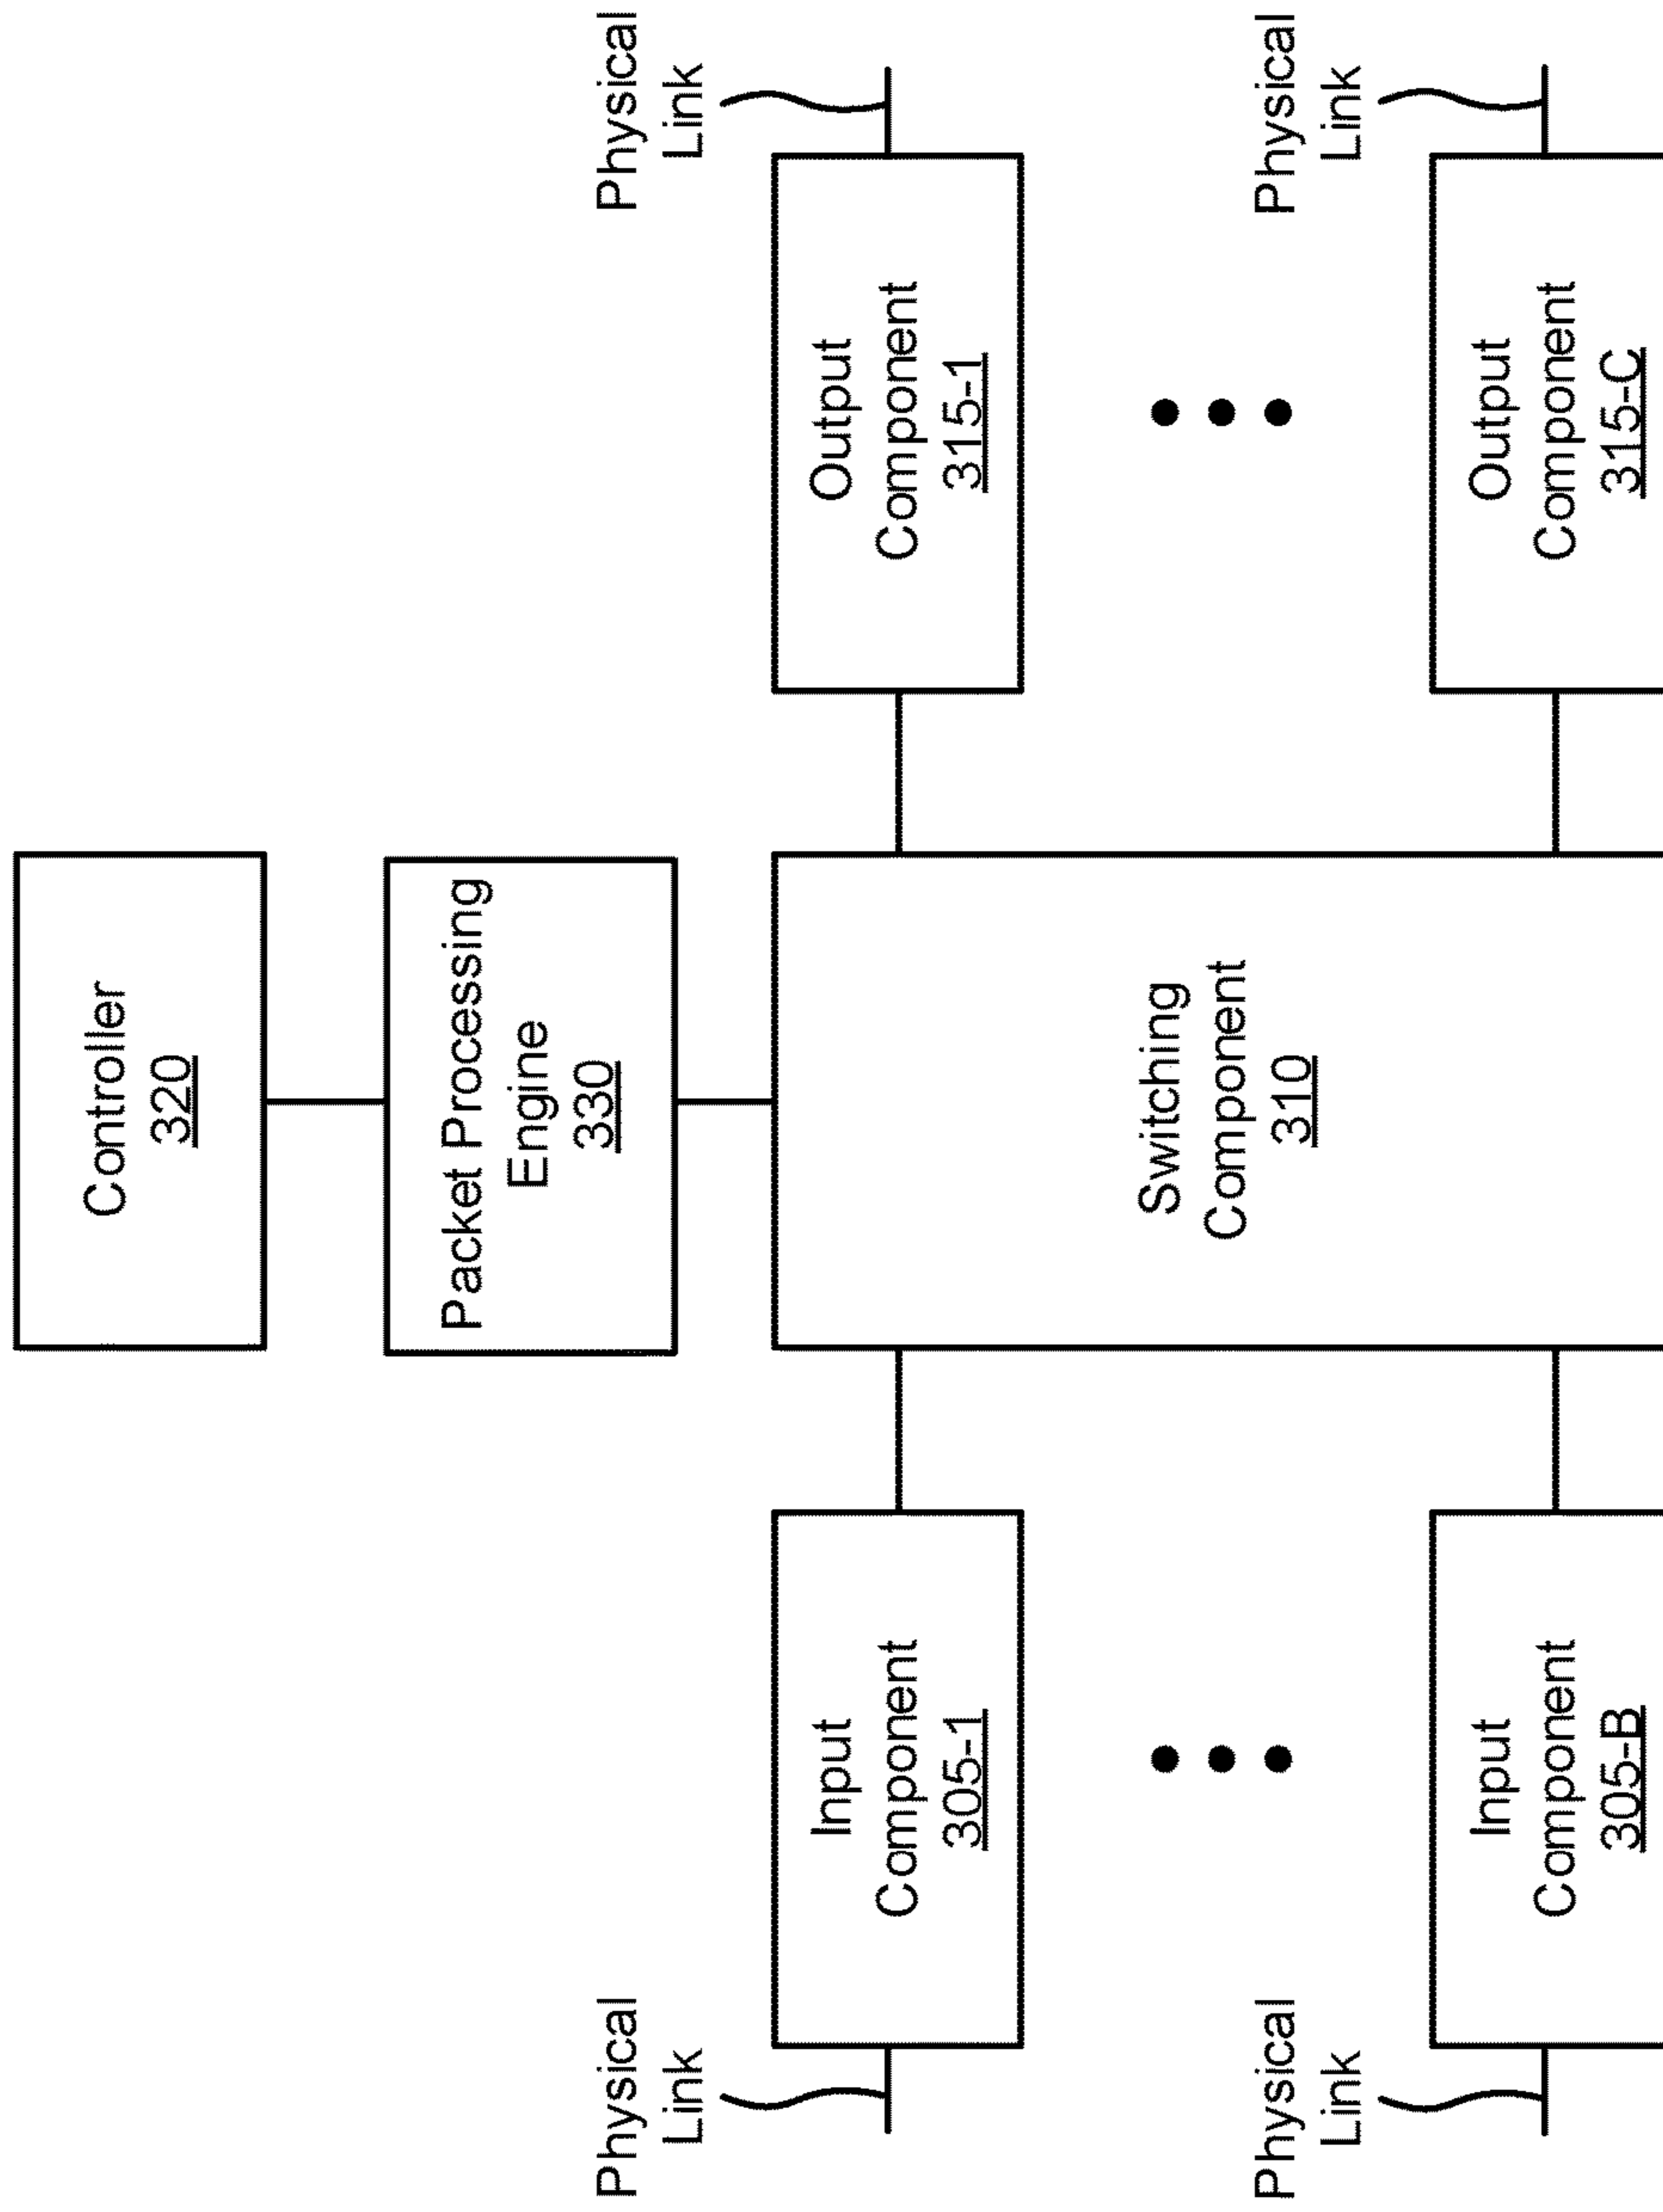 Controller
320
Packet Processing
Engine
330
Physical
Link
Input
Component
305-1
Switching
Component
310
Output
Component
315-1
Physical
Link
Physical
Link
Input
Component
305-B
Output
Component
315-C
Physical
Link